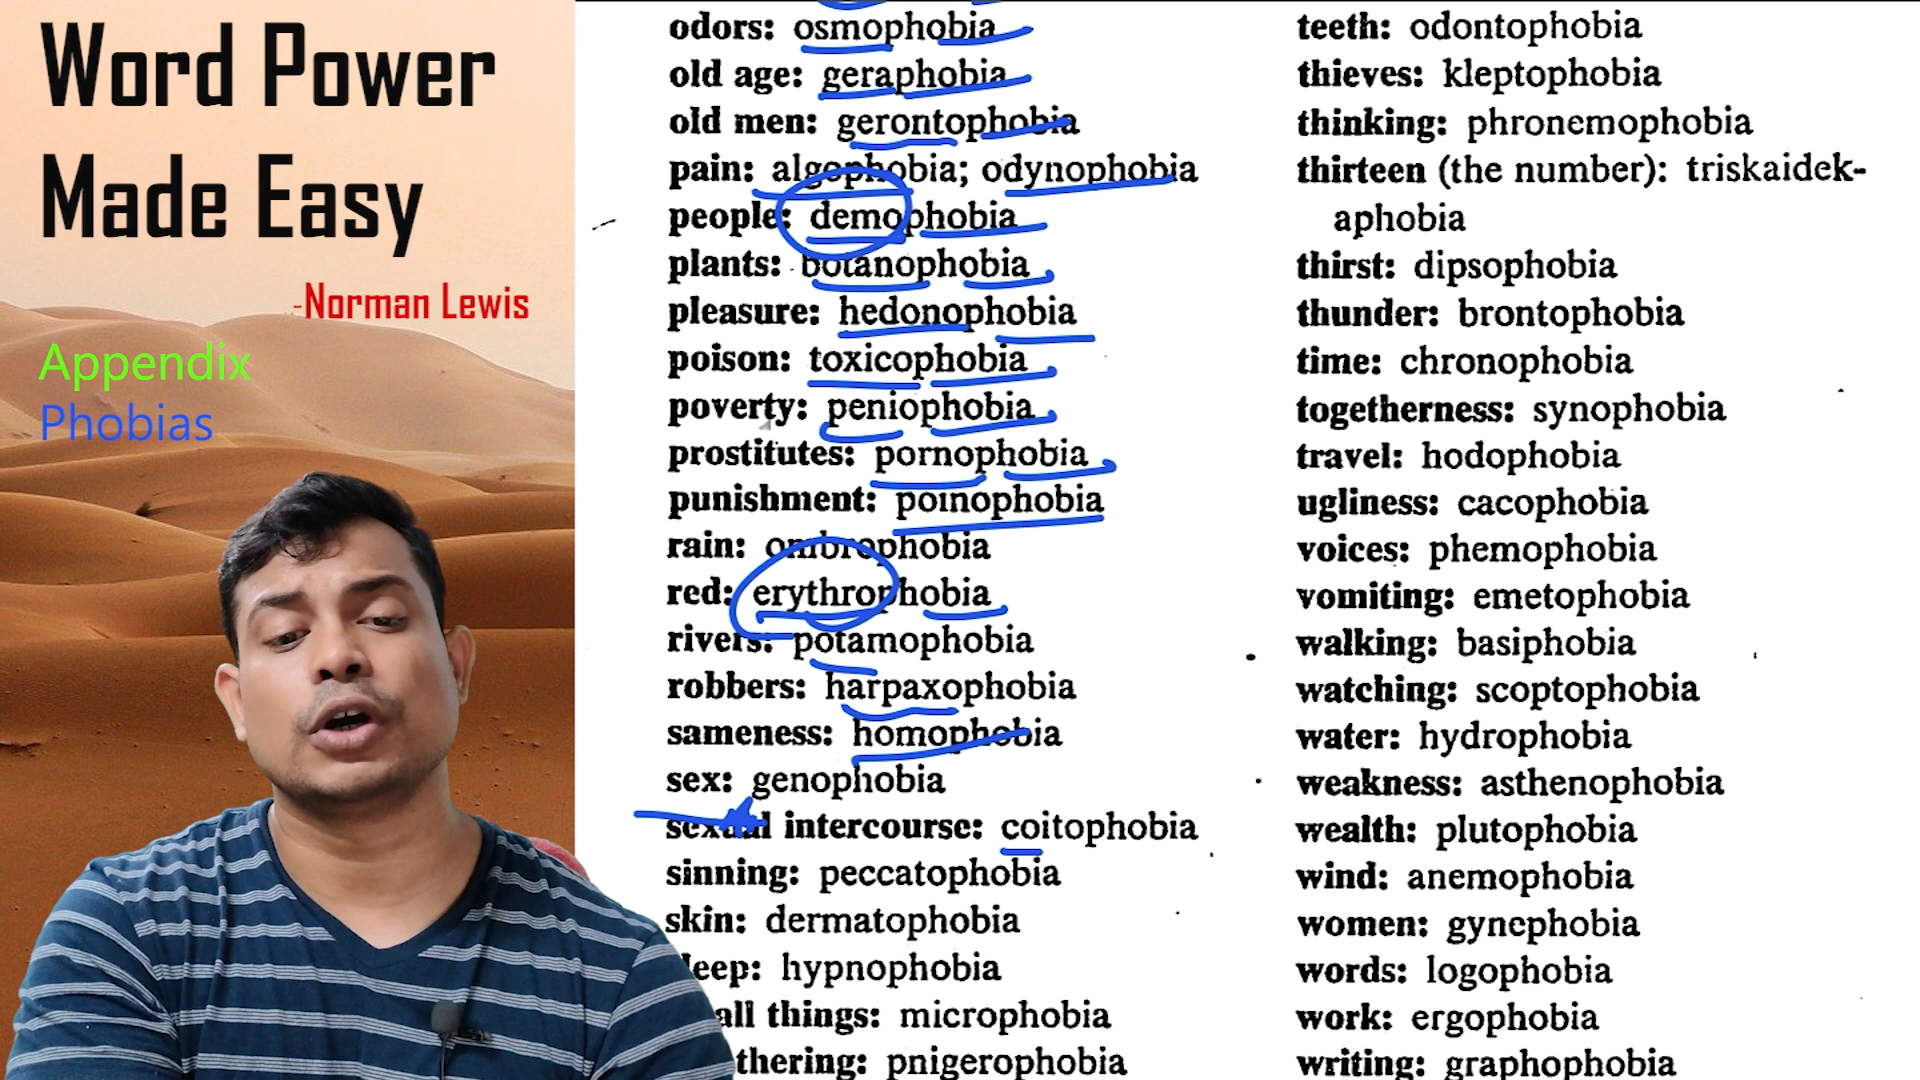 Word Power
Made Easy
-Norman Lewis
Appendix
Phobias
odors: osmophobia
old age: geraphobia
old men: gerontophobia
pain: algophobia; odynophobia
people: demophobia
plants: botanophobia
pleasure: hedonophobia
poison: toxicophobia
poverty: peniophobia
prostitutes: pornophobia
punishment: poinophobia
rain: ombrophobia
red: erythrophobia
rivers: potamophobia
robbers: harpaxophobia
sameness: homophobia
sex: genophobia
sexual intercourse: coitophobia
sinning: peccatophobia
skin: dermatophobia
leep: hypnophobia
all things: microphobia
thering: pnigerophobia
teeth: odontophobia
thieves: kleptophobia
thinking: phronemophobia
thirteen (the number): triskaidek-
aphobia
thirst: dipsophobia
thunder: brontophobia
time: chronophobia
togetherness: synophobia
travel: hodophobia
ugliness: cacophobia
voices: phemophobia
vomiting: emetophobia
walking: basiphobia
watching: scoptophobia
water: hydrophobia
weakness: asthenophobia
wealth: plutophobia
wind: anemophobia
women: gynephobia
words: logophobia
work: ergophobia
writing: graphophobia